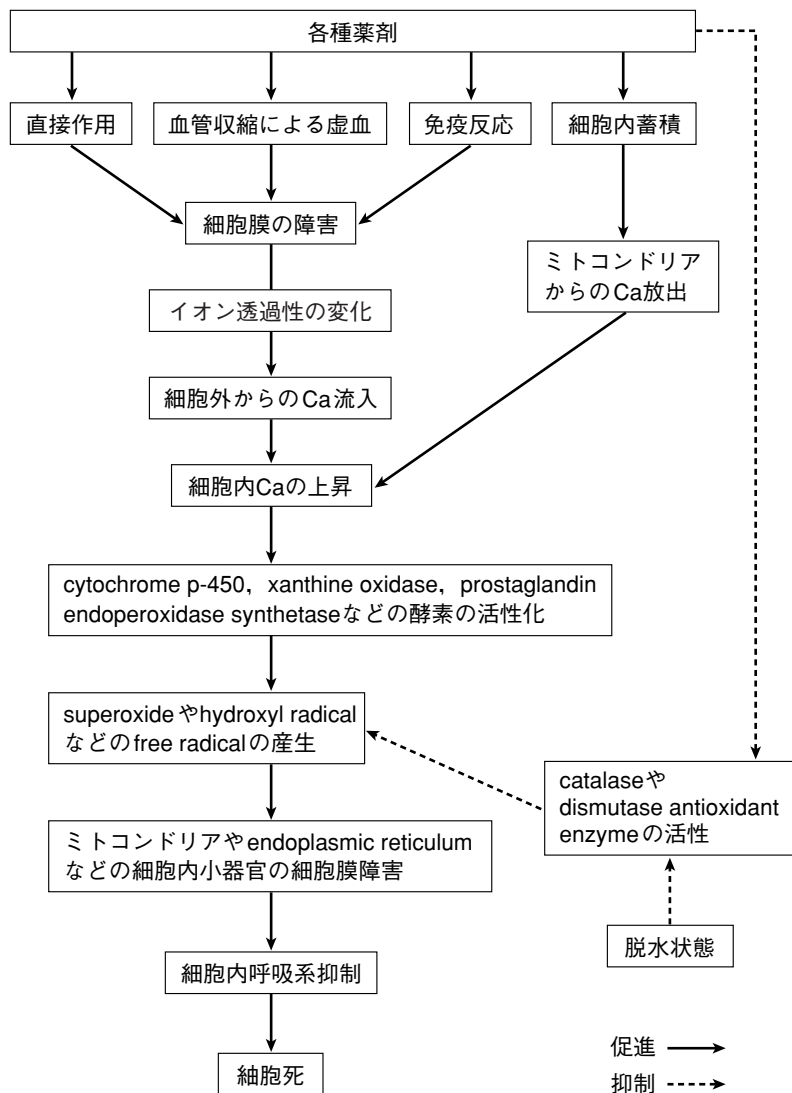 各種薬剤
直接作用
血管収縮による虚血
免疫反応
細胞内蓄積
細胞膜の障害
ミトコンドリア
からのCa放出
イオン透過性の変化
細胞外からのCa流入
細胞内Caの上昇
cytochrome p-450，xanthine oxidase，prostaglandin
endoperoxidase synthetaseなどの酵素の活性化
superoxideやhydroxyl radical
などのfree radicalの産生
catalaseや
dismutase antioxidant
enzymeの活性
ミトコンドリアやendoplasmic reticulum
などの細胞内小器官の細胞膜障害
脱水状態
細胞内呼吸系抑制
細胞死
促進
抑制